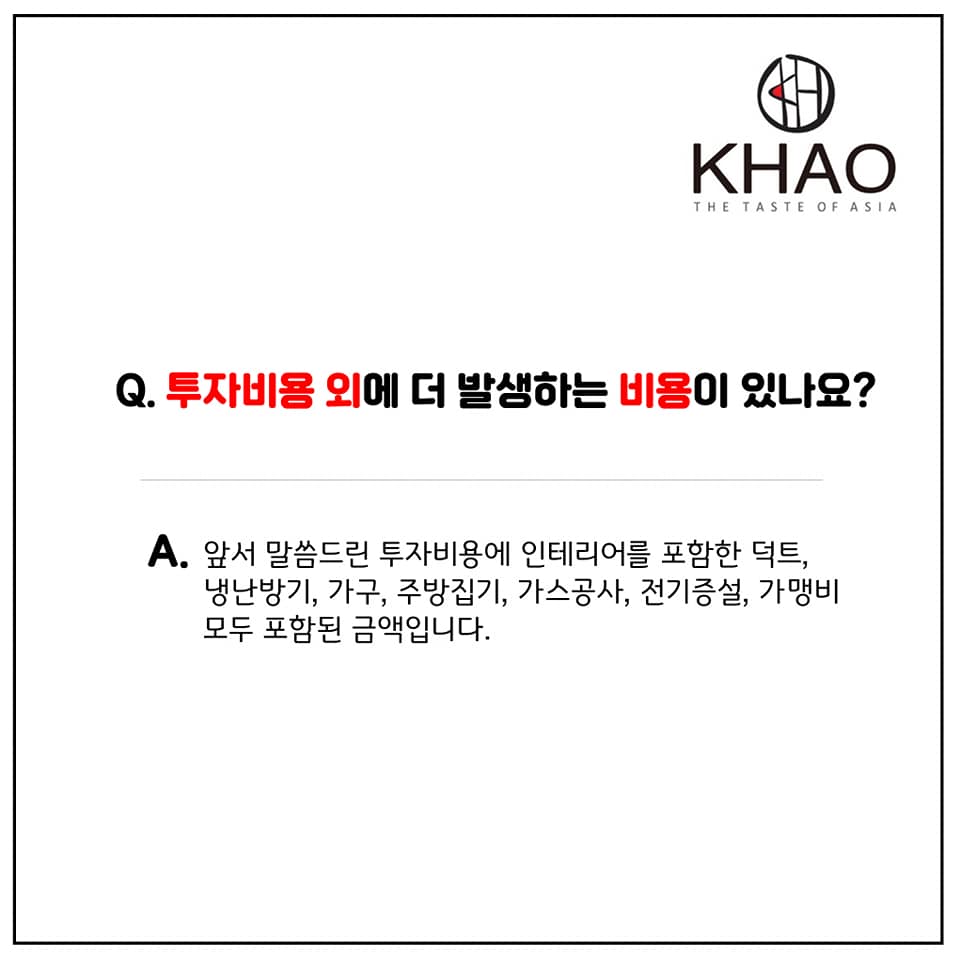 KHAO
THE TASTE OF ASIA
Q. 투자비용 외에 더 발생하는 비용이 있나요?
A. 앞서 말씀드린 투자비용에 인테리어를 포함한 덕트,
냉난방기, 가구, 주방집기, 가스공사, 전기증설, 가맹비
모두 포함된 금액입니다.